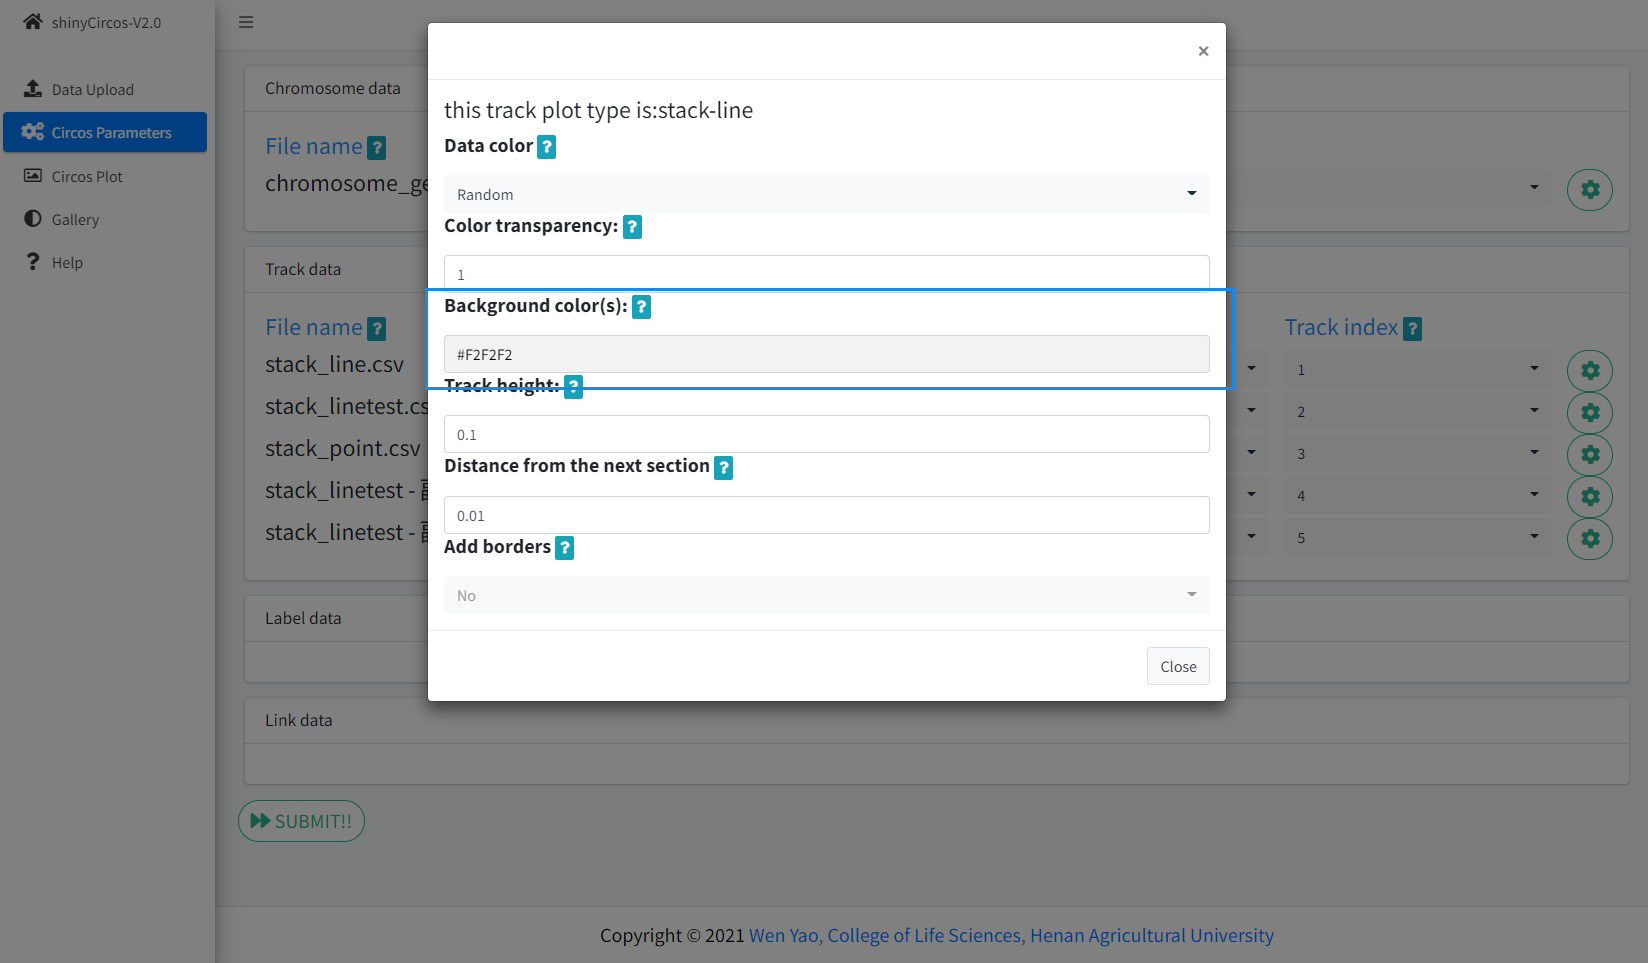 shinyCircos-V2.0
Data Upload
Circos Parameters
Circos Plot
Gallery
Help
Chromosome data
File name ?
chromosome_ge
Track data
File name ?
Track index ?
stack_line.csv
1
stack_linetest.cs
2
stack_point.csv
3
stack_linetest -
4
stack_linetest -
5
Label data
Link data
SUBMIT!!
×
this track plot type is:stack-line
Data color ?
Random
Color transparency: ?
1
Background color(s): ?
#F2F2F2
Track height: ?
0.1
Distance from the next section ?
0.01
Add borders ?
No
Close
Copyright © 2021 Wen Yao, College of Life Sciences, Henan Agricultural University